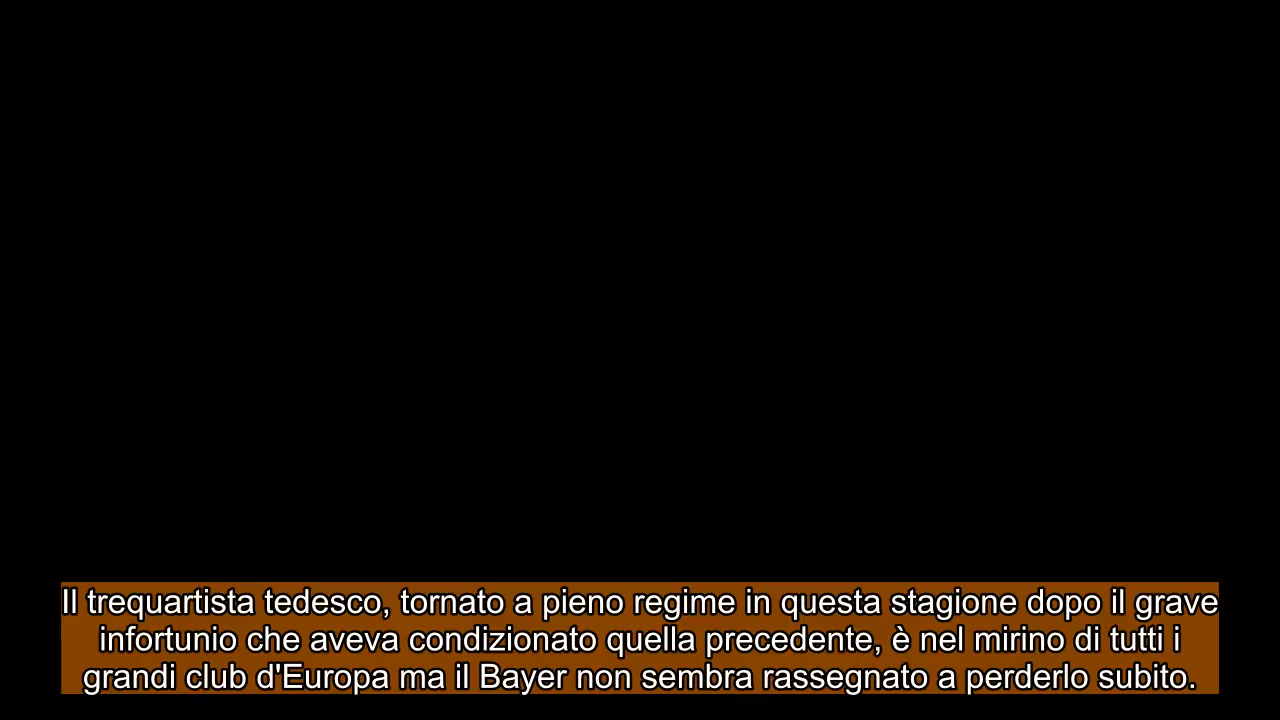 Il trequartista tedesco, tornato a pieno regime in questa stagione dopo il grave
infortunio che aveva condizionato quella precedente, è nel mirino di tutti i
grandi club d'Europa ma il Bayer non sembra rassegnato a perderlo subito.